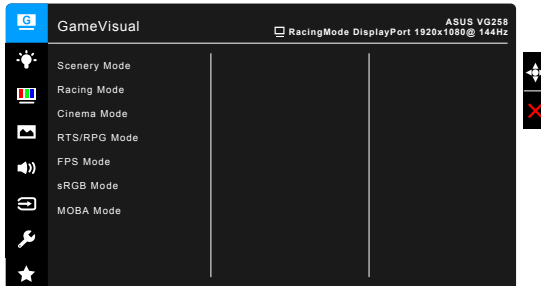 G
GameVisual
ASUS VG258
RacingMode DisplayPort 1920x1080@ 144Hz
Scenery Mode
Racing Mode
Cinema Mode
RTS/RPG Mode
FPS Mode
sRGB Mode
MOBA Mode